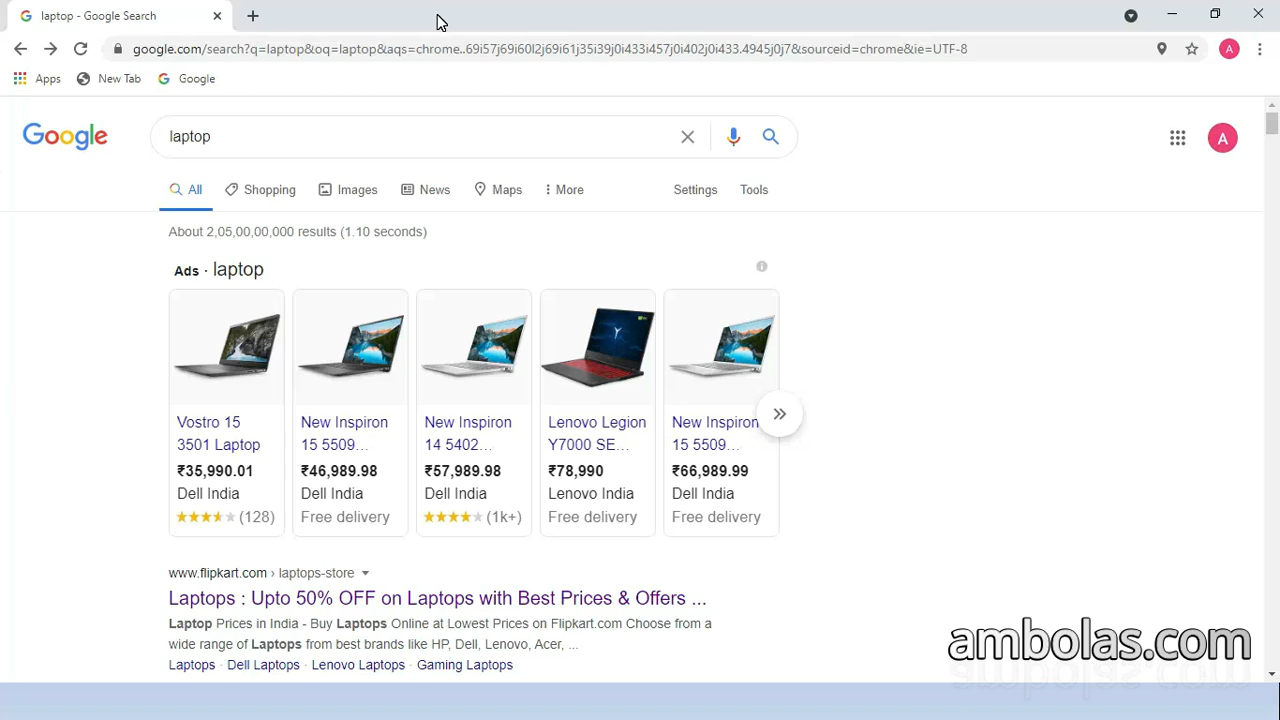 laptop - Google Search
google.com/search?q=laptop&oq=laptop&aqs=chrome..69i57j69i60l2j69i61j35i39j0i433i457j0i402j0i433.4945j0j7&sourceid=chrome&ie=UTF-8
A
Apps New Tab Google
Google laptop
A
All Shopping Images News Maps More Settings Tools
About 2,05,00,00,000 results (1.10 seconds)
Ads · laptop
Vostro 15
3501 Laptop
₹35,990.01
Dell India
(128)
New Inspiron
15 5509...
₹46,989.98
Dell India
Free delivery
New Inspiron
14 5402...
₹57,989.98
Dell India
(1k+)
Lenovo Legion
Y7000 SE...
₹78,990
Lenovo India
Free delivery
New Inspiron
15 5509...
₹66,989.99
Dell India
Free delivery
www.flipkart.com › laptops-store
Laptops : Upto 50% OFF on Laptops with Best Prices & Offers ...
Laptop Prices in India - Buy Laptops Online at Lowest Prices on Flipkart.com Choose from a
wide range of Laptops from best brands like HP, Dell, Lenovo, Acer, ...
Laptops · Dell Laptops · Lenovo Laptops · Gaming Laptops
ambolas.com